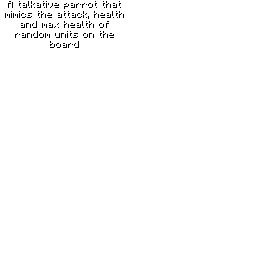 A talkative parrot that
mimics the attack, health
and max health of
random units on the
board